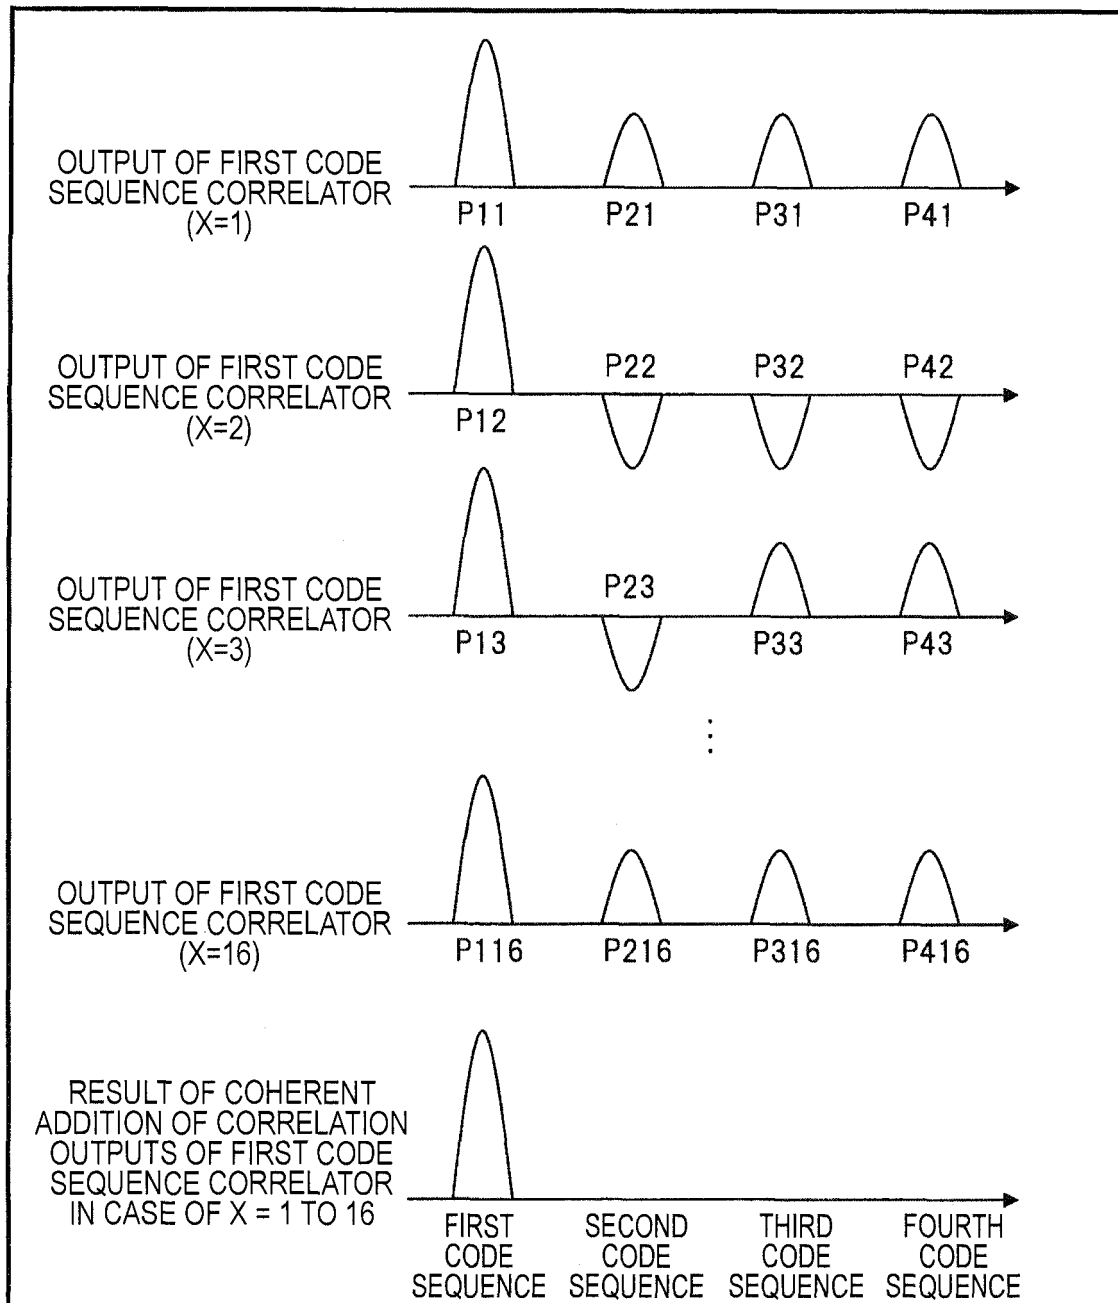 OUTPUT OF FIRST CODE
SEQUENCE CORRELATOR
(X=1)
P11 P21 P31 P41
OUTPUT OF FIRST CODE
SEQUENCE CORRELATOR
(X=2)
P22 P32 P42
P12
OUTPUT OF FIRST CODE
SEQUENCE CORRELATOR
(X=3)
P23
P13 P33 P43
OUTPUT OF FIRST CODE
SEQUENCE CORRELATOR
(X=16)
P116 P216 P316 P416
RESULT OF COHERENT
ADDITION OF CORRELATION
OUTPUTS OF FIRST CODE
SEQUENCE CORRELATOR
IN CASE OF X = 1 TO 16
FIRST
CODE
SEQUENCE
SECOND
CODE
SEQUENCE
THIRD
CODE
SEQUENCE
FOURTH
CODE
SEQUENCE